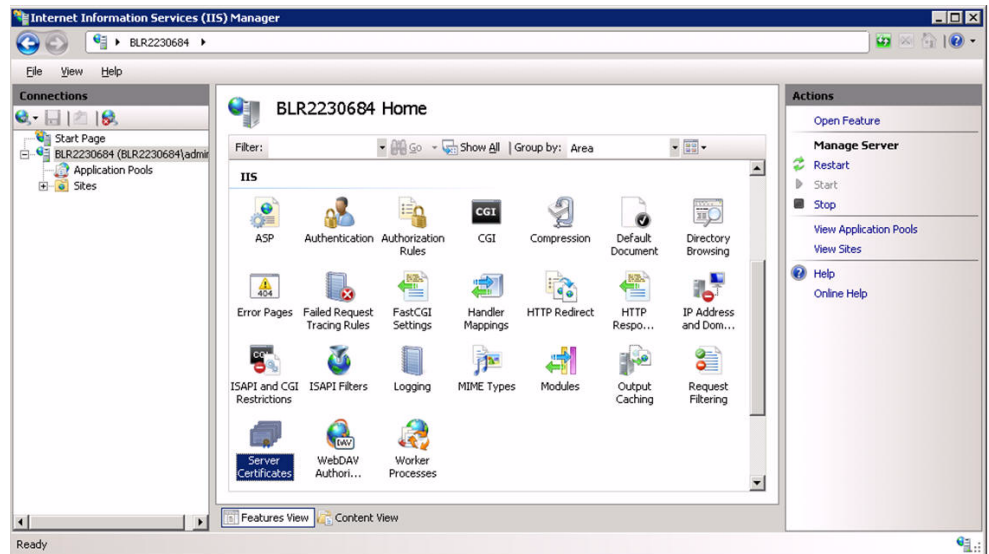 Internet Information Services (IIS) Manager
BLR2230684
File View Help
Connections
Start Page
BLR2230684 (BLR2230684\admir
Application Pools
Sites
BLR2230684 Home
Filter: Go Show All Group by: Area
IIS
ASP Authentication Authorization Rules CGI Compression Default Document Directory Browsing
Error Pages Failed Request Tracing Rules FastCGI Settings Handler Mappings HTTP Redirect HTTP Respo... IP Address and Dom...
ISAPI and CGI Restrictions ISAPI Filters Logging MIME Types Modules Output Caching Request Filtering
Server Certificates WebDAV Authori... Worker Processes
Features View Content View
Actions
Open Feature
Manage Server
Restart
Start
Stop
View Application Pools
View Sites
Help
Online Help
Ready